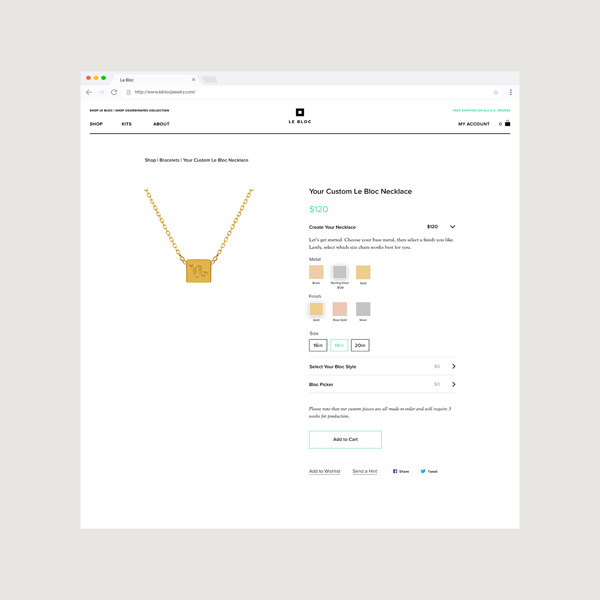 Le Bloc
http://www.leblocjewelry.com/
SHOP LE BLOC | SHOP COORDINATES COLLECTION
FREE SHIPPING ON ALL U.S. ORDERS
LE BLOC
SHOP
KITS
ABOUT
MY ACCOUNT
0
Shop | Bracelets | Your Custom Le Bloc Necklace
Your Custom Le Bloc Necklace
$120
Create Your Necklace
$120
Let's get started. Choose your base metal, then select a finish you like.
Lastly, select which size chain works best for you.
Metal
Brass
Sterling Silver
Gold
Finish
Gold
Rose Gold
Silver
Size
16in
18in
20in
Select Your Bloc Style
$0
Bloc Picker
$0
Please note that our custom pieces are all made to order and will require 3
weeks for production.
Add to Cart
Add to Wishlist
Send a Hint
Share
Tweet